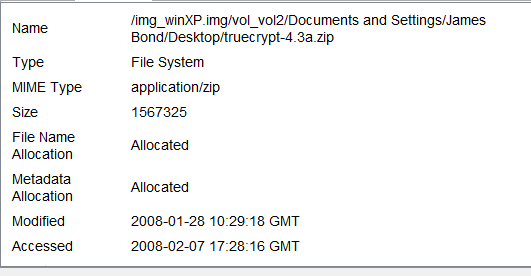 Name /img_winXP.img/vol_vol2/Documents and Settings/James
Bond/Desktop/truecrypt-4.3a.zip
Type File System
MIME Type application/zip
Size 1567325
File Name
Allocation Allocated
Metadata
Allocation Allocated
Modified 2008-01-28 10:29:18 GMT
Accessed 2008-02-07 17:28:16 GMT